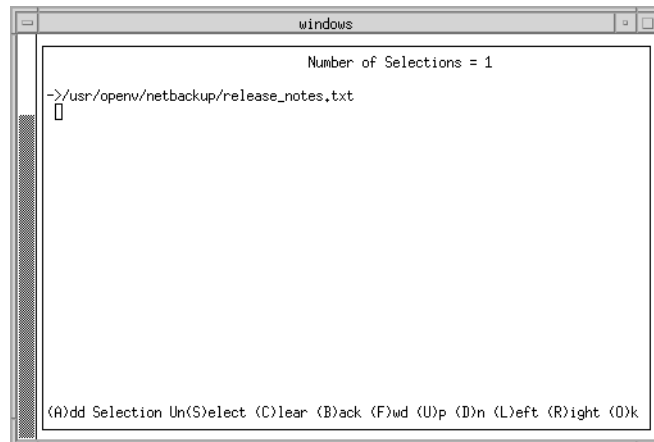 windows
Number of Selections = 1
->/usr/openv/netbackup/release_notes.txt
(A)dd Selection Un(S)elect (C)lear (B)ack (F)wd (U)p (D)n (L)eft (R)ight (O)k